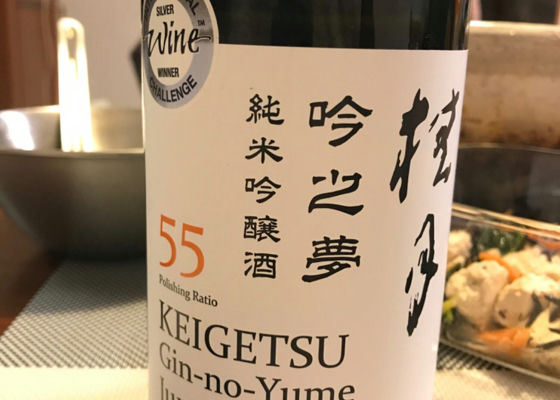 桂月
吟之夢
純米吟醸酒
SILVER
Wine
WINNER
CHALLENGE
™
55
Polishing Ratio
KEIGETSU
Gin-no-Yume